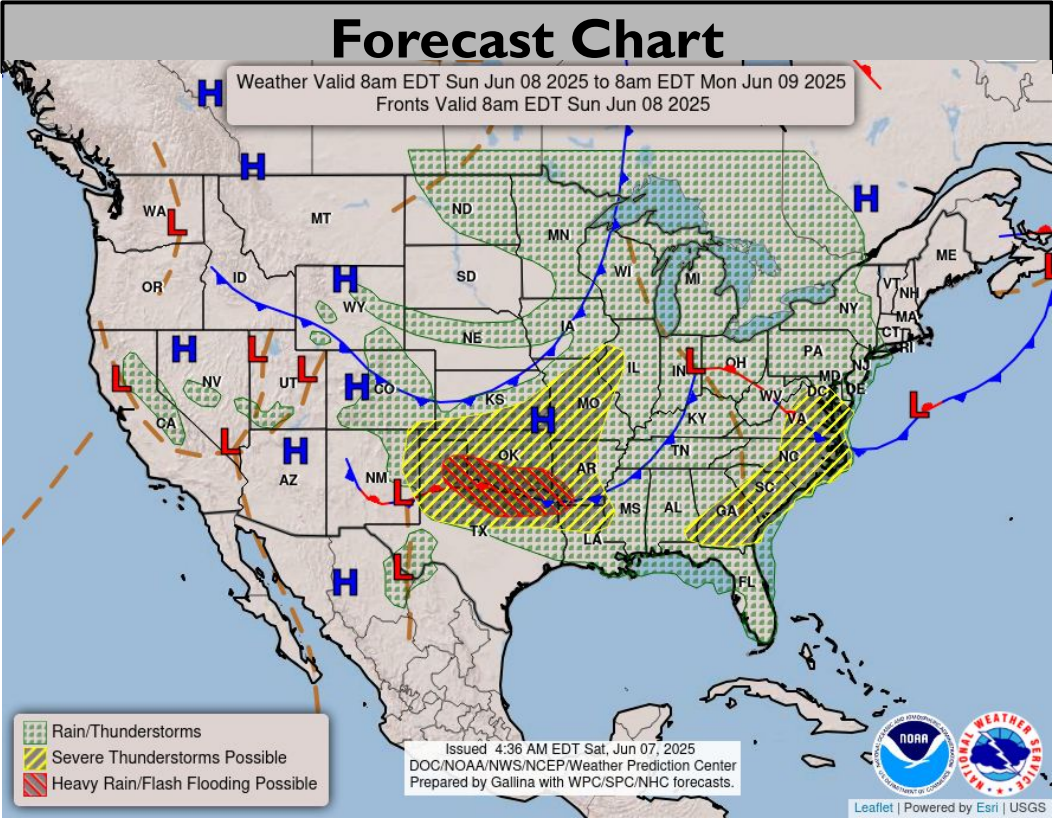 Forecast Chart
Weather Valid 8am EDT Sun Jun 08 2025 to 8am EDT Mon Jun 09 2025
Fronts Valid 8am EDT Sun Jun 08 2025
H
H
H
WA
L
MT
ND
MN
ME
OR
ID
H
WY
SD
WI
MI
VT
NH
NY
MA
CT
RI
L
H
NV
L
UT
L
H
CO
NE
IA
IL
IN
L
OH
PA
NJ
MD
DE
DC
WV
VA
L
CA
L
H
AZ
NM
L
KS
MO
H
OK
AR
KY
TN
NC
SC
GA
AL
MS
LA
TX
L
H
FL
L
Rain/Thunderstorms
Severe Thunderstorms Possible
Heavy Rain/Flash Flooding Possible
Issued 4:36 AM EDT Sat, Jun 07, 2025
DOC/NOAA/NWS/NCEP/Weather Prediction Center
Prepared by Gallina with WPC/SPC/NHC forecasts.
NOAA
NATIONAL WEATHER SERVICE
Leaflet | Powered by Esri | USGS